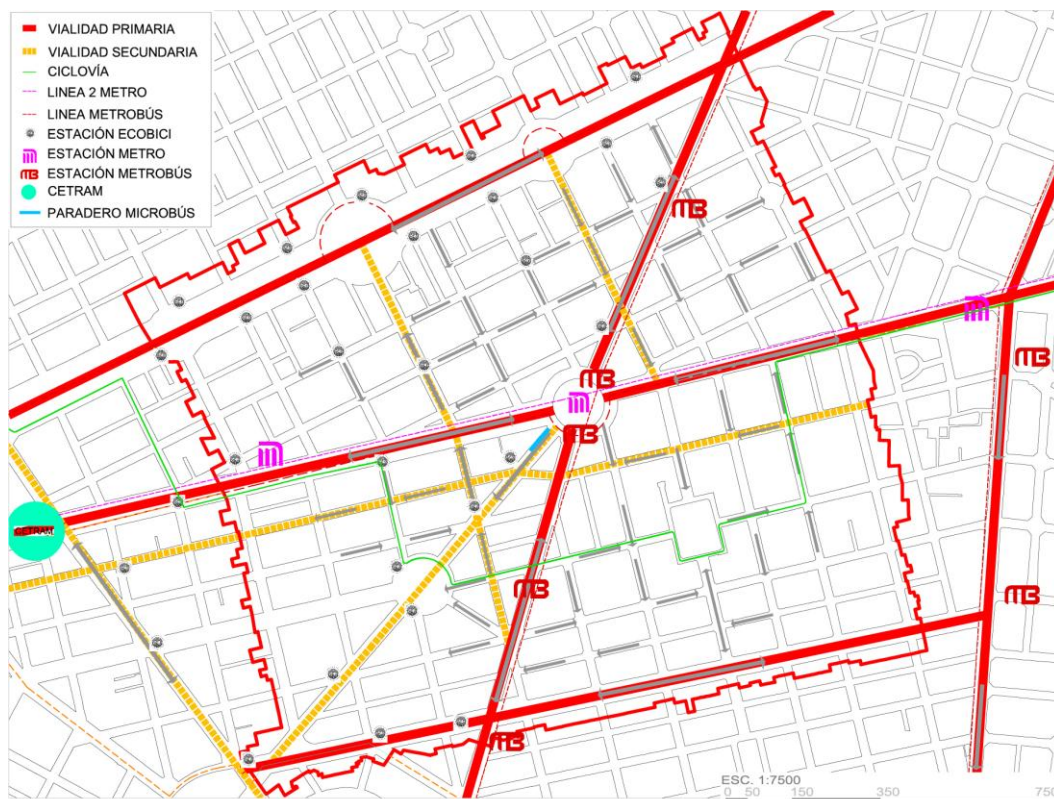 VIALIDAD PRIMARIA
VIALIDAD SECUNDARIA
CICLOVÍA
LINEA 2 METRO
LINEA METROBÚS
ESTACIÓN ECOBICI
ESTACIÓN METRO
ESTACIÓN METROBÚS
CETRAM
PARADERO MICROBÚS
CETRAM
ESC. 1:7500
0 50 150 350 750